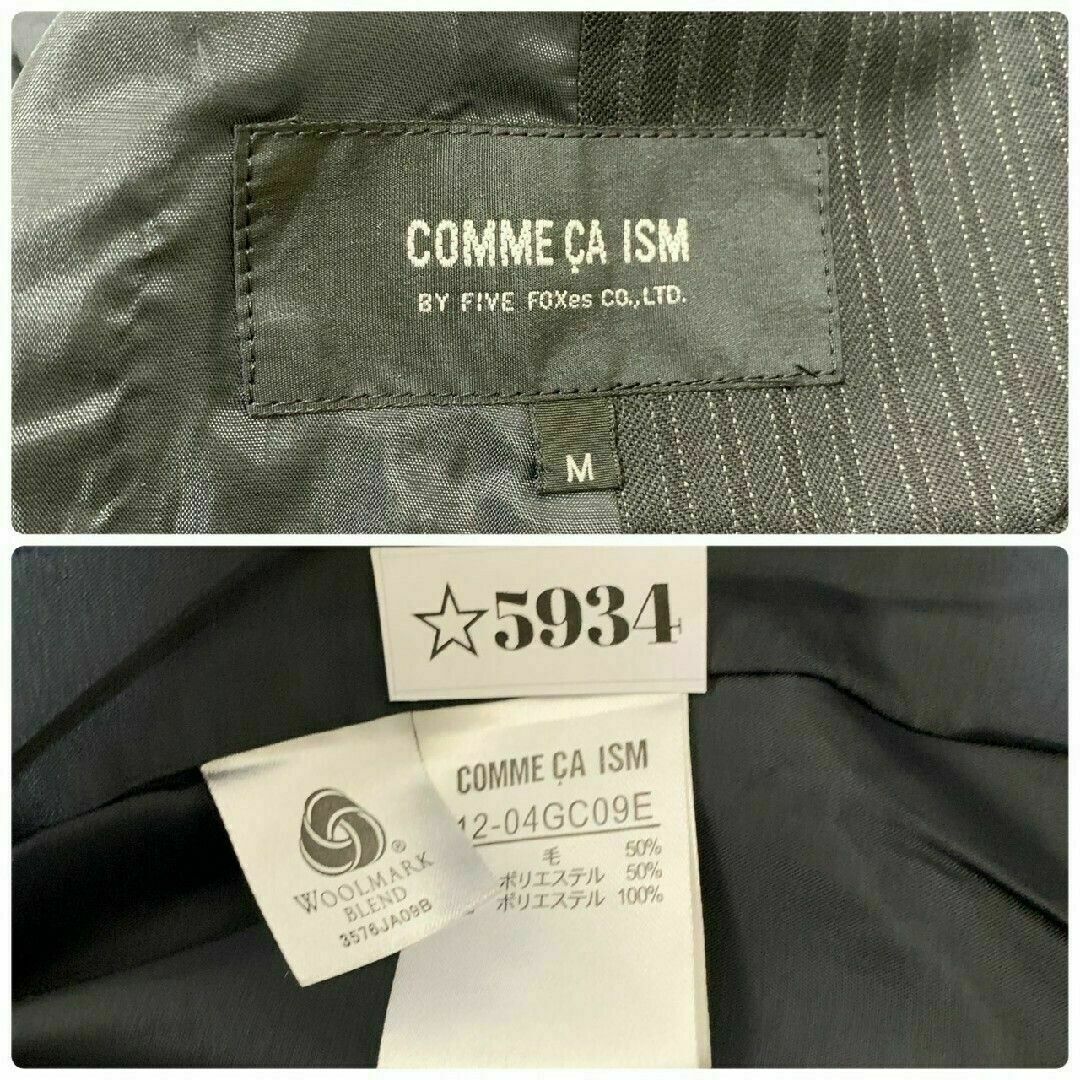 COMME ÇA ISM
BY FIVE FOXes CO.,LTD.
M
☆5934
COMME ÇA ISM
12-04GC09E
毛 50%
ポリエステル 50%
ポリエステル 100%
WOOLMARK
®
BLEND
3576JA09B